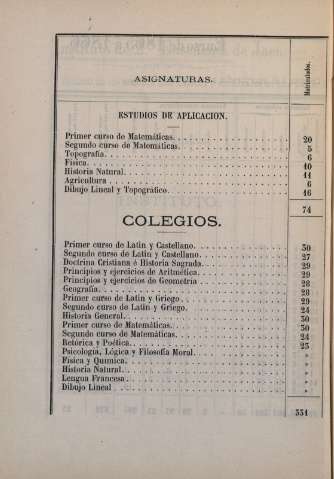 ASIGNATURAS.
Matriculados.
ESTUDIOS DE APLICACION.
Primer curso de Matemáticas. 20
Segundo curso de Matemáticas. 5
Topografía. 6
Física. 10
Historia Natural. 11
Agricultura 6
Dibujo Lineal y Topográfico. 16
74
COLEGIOS.
Primer curso de Latin y Castellano. 30
Segundo curso de Latin y Castellano. 27
Doctrina Cristiana é Historia Sagrada. 29
Principios y ejercicios de Aritmética. 29
Principios y ejercicios de Geometría 28
Geografía. 28
Primer curso de Latin y Griego 29
Segundo curso de Latin y Griego. 24
Historia General. 30
Primer curso de Matemáticas. 30
Segundo curso de Matemáticas. 24
Retórica y Poética. 23
Psicología, Lógica y Filosofía Moral. »
Física y Química. »
Historia Natural. »
Lengua Francesa. »
Dibujo Lineal »
331